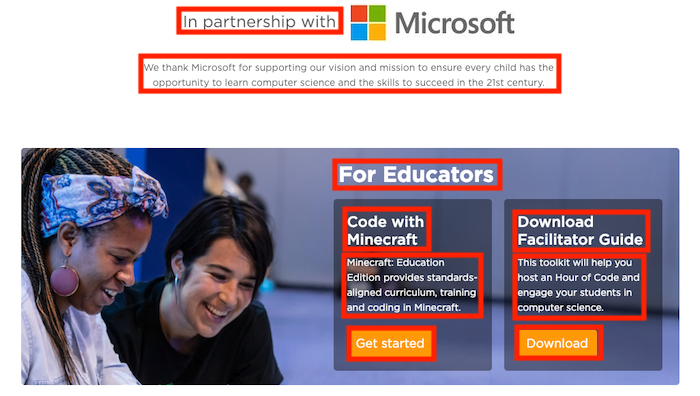 In partnership with Microsoft
We thank Microsoft for supporting our vision and mission to ensure every child has the
opportunity to learn computer science and the skills to succeed in the 21st century.
For Educators
Code with
Minecraft
Minecraft: Education
Edition provides standards-
aligned curriculum, training
and coding in Minecraft.
Get started
Download
Facilitator Guide
This toolkit will help you
host an Hour of Code and
engage your students in
computer science.
Download